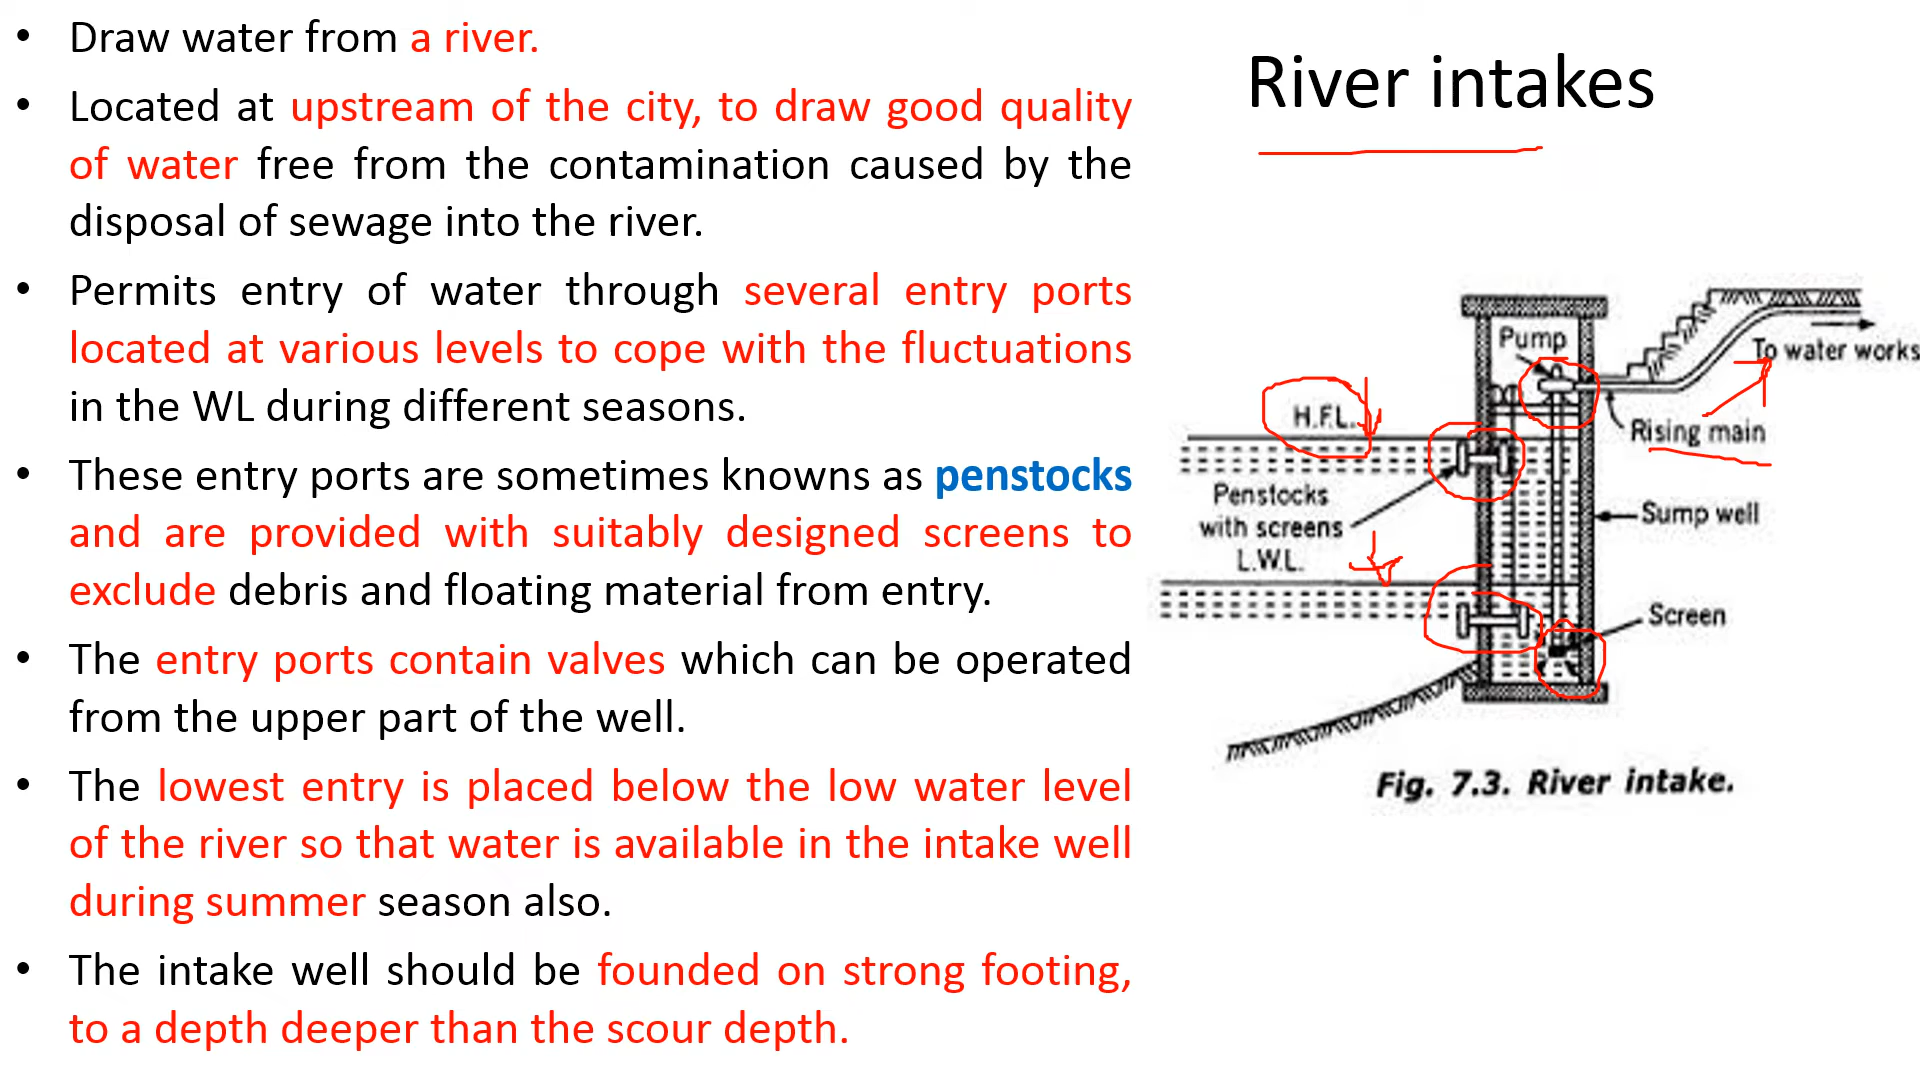 • Draw water from a river.
• Located at upstream of the city, to draw good quality
of water free from the contamination caused by the
disposal of sewage into the river.
• Permits entry of water through several entry ports
located at various levels to cope with the fluctuations
in the WL during different seasons.
• These entry ports are sometimes knowns as penstocks
and are provided with suitably designed screens to
exclude debris and floating material from entry.
• The entry ports contain valves which can be operated
from the upper part of the well.
• The lowest entry is placed below the low water level
of the river so that water is available in the intake well
during summer season also.
• The intake well should be founded on strong footing,
to a depth deeper than the scour depth.
River intakes
Pump
To water works
H.F.L.
Rising main
Penstocks
with screens
L.W.L.
Sump well
Screen
Fig. 7.3. River intake.